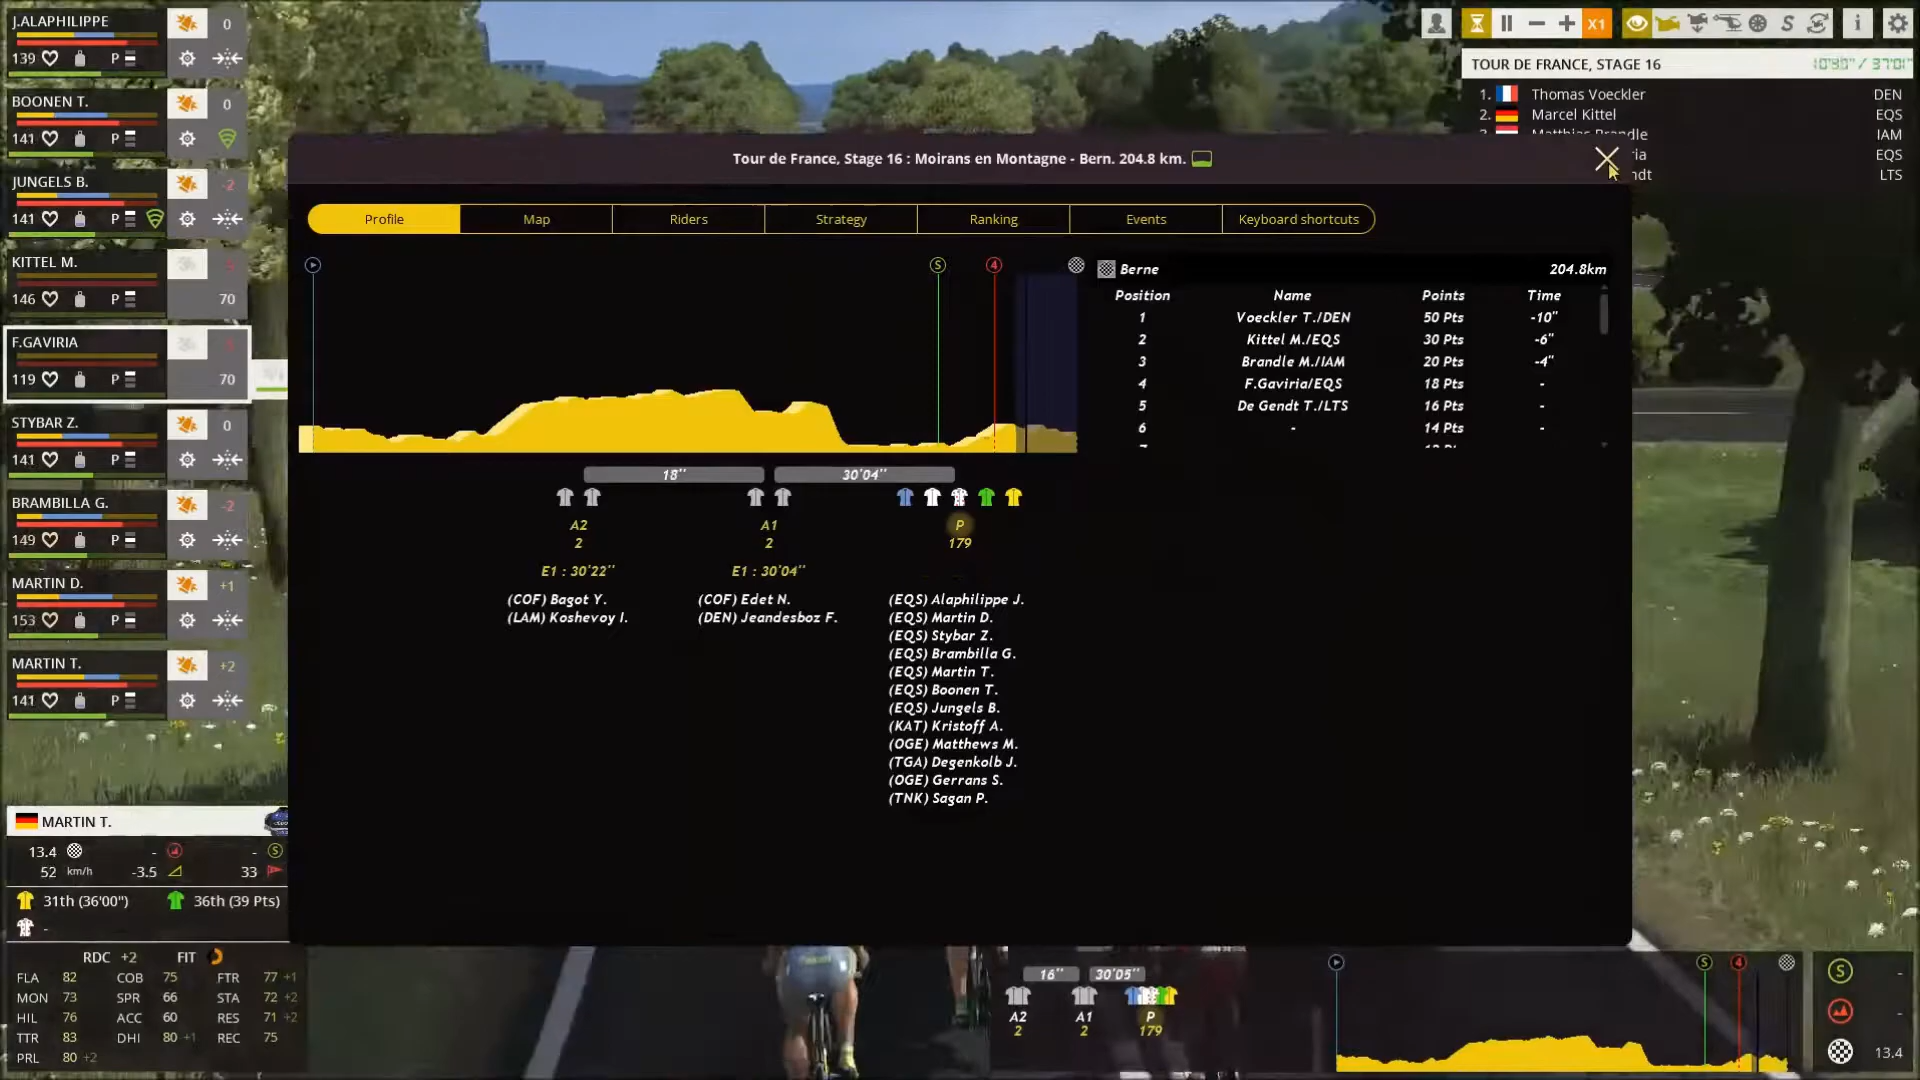 J.ALAPHILIPPE
0
139 P
BOONEN T.
0
141 P
JUNGELS B.
-2
141 P
KITTEL M.
146 P 70
F.GAVIRIA
119 P 70
STYBAR Z.
0
141 P
BRAMBILLA G.
-2
149 P
MARTIN D.
+1
153 P
MARTIN T.
+2
141 P
MARTIN T.
13.4 - - S
52 km/h -3.5 33
31th (36'00") 36th (39 Pts)
-
RDC +2 FIT
FLA 82 COB 75 FTR 77 +1
MON 73 SPR 66 STA 72 +2
HIL 76 ACC 60 RES 71 +2
TTR 83 DHI 80 +1 REC 75
PRL 80 +2
X1 S i
TOUR DE FRANCE, STAGE 16
1. Thomas Voeckler DEN
2. Marcel Kittel EQS
Matthias Brandle IAM
ria EQS
ndt LTS
Tour de France, Stage 16 : Moirans en Montagne - Bern. 204.8 km.
Profile Map Riders Strategy Ranking Events Keyboard shortcuts
S 4
Berne 204.8km
Position Name Points Time
1 Voeckler T./DEN 50 Pts -10"
2 Kittel M./EQS 30 Pts -6"
3 Brandle M./IAM 20 Pts -4"
4 F.Gaviria/EQS 18 Pts -
5 De Gendt T./LTS 16 Pts -
6 - 14 Pts -
18" 30'04"
A2 A1 P
2 2 179
E1 : 30'22" E1 : 30'04"
(COF) Bagot Y. (COF) Edet N. (EQS) Alaphilippe J.
(LAM) Koshevoy I. (DEN) Jeandesboz F. (EQS) Martin D.
(EQS) Stybar Z.
(EQS) Brambilla G.
(EQS) Martin T.
(EQS) Boonen T.
(EQS) Jungels B.
(KAT) Kristoff A.
(OGE) Matthews M.
(TGA) Degenkolb J.
(OGE) Gerrans S.
(TNK) Sagan P.
16" 30'05"
A2 A1 P
2 2 179
S 4
S -
-
13.4